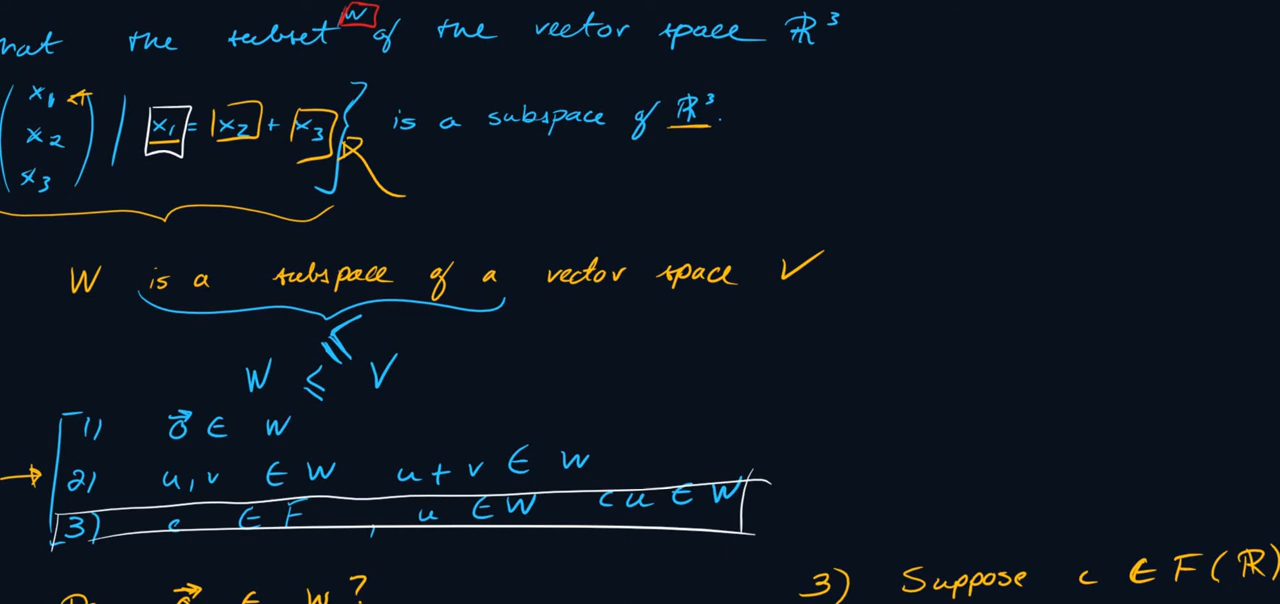 hat the subset W of the vector space ℝ³
(x₁ x₂ x₃) | x₁ = x₂ + x₃ } is a subspace of ℝ³.
W is a subspace of a vector space ✓
W ≤ V
1) 0⃗ ∈ W
2) u, v ∈ W u + v ∈ W
3) c ∈ F, u ∈ W cu ∈ W
0⃗ ∈ W?
3) Suppose c ∈ F(ℝ)